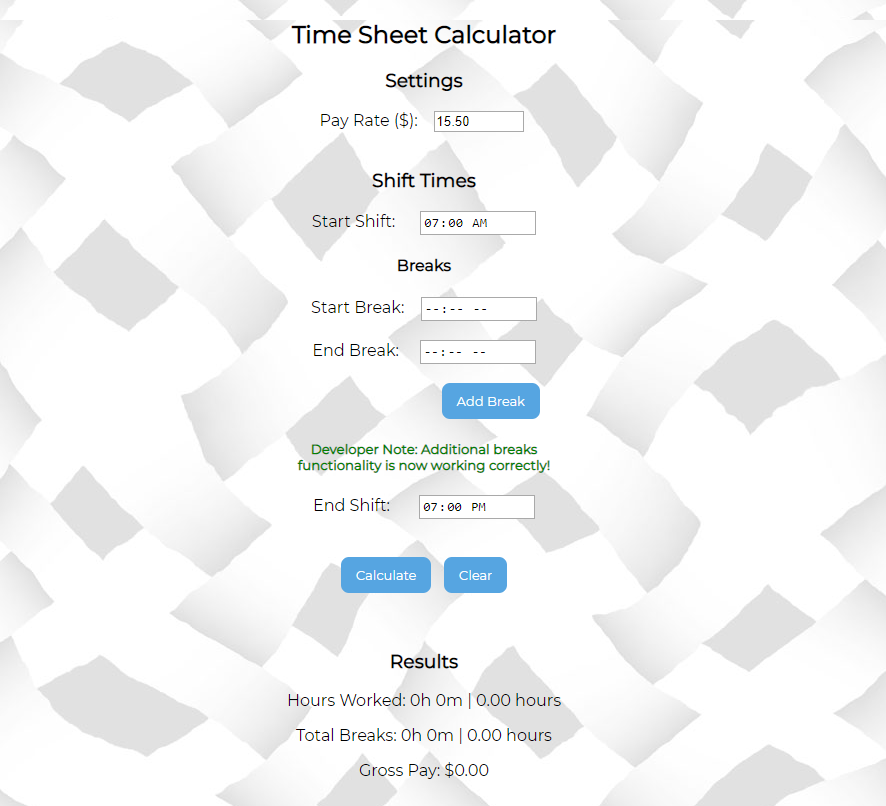 Time Sheet Calculator
Settings
Pay Rate ($): 15.50
Shift Times
Start Shift: 07:00 AM
Breaks
Start Break: --:-- --
End Break: --:-- --
Add Break
Developer Note: Additional breaks
functionality is now working correctly!
End Shift: 07:00 PM
Calculate Clear
Results
Hours Worked: 0h 0m | 0.00 hours
Total Breaks: 0h 0m | 0.00 hours
Gross Pay: $0.00